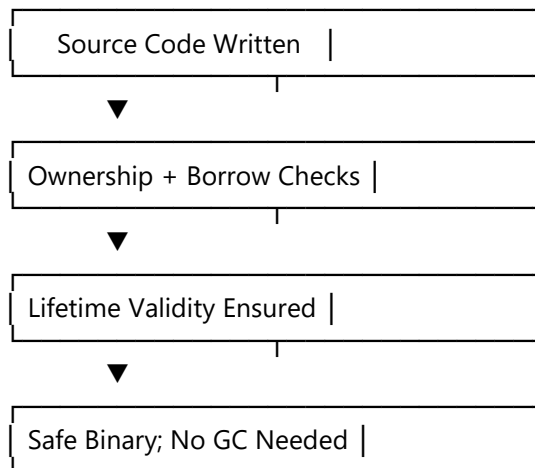 Source Code Written
▼
Ownership + Borrow Checks
▼
Lifetime Validity Ensured
▼
Safe Binary; No GC Needed